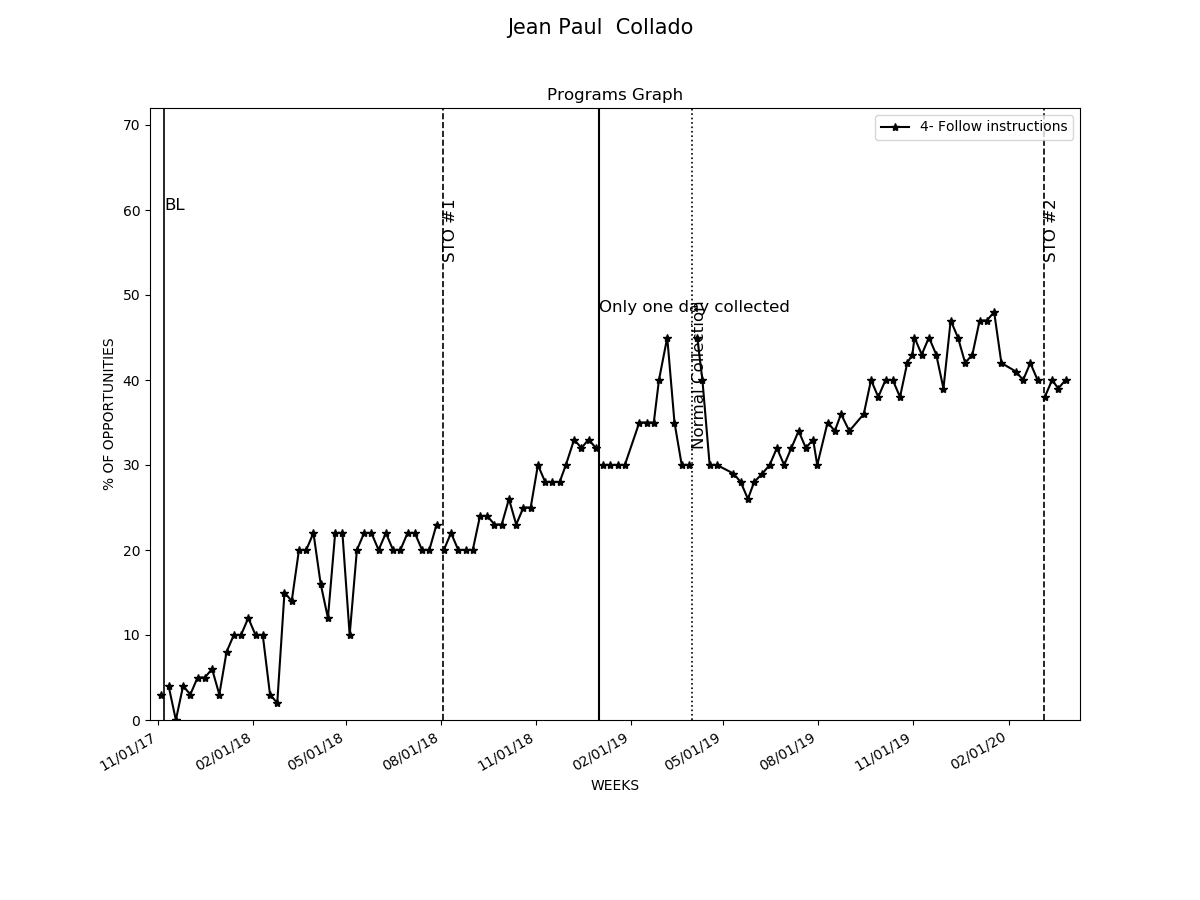 Jean Paul  Collado
Programs Graph
4- Follow instructions
70
60
50
40
30
20
10
0
% OF OPPORTUNITIES
BL
STO #1
Only one day collected
Normal Collection
STO #2
11/01/17
02/01/18
05/01/18
08/01/18
11/01/18
02/01/19
05/01/19
08/01/19
11/01/19
02/01/20
WEEKS